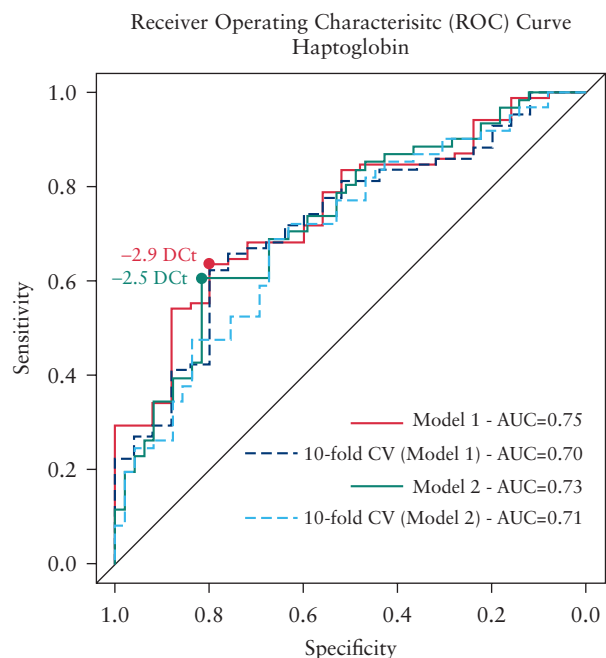 Receiver Operating Characterisitc (ROC) Curve
Haptoglobin
1.0
0.8
0.6
0.4
0.2
0.0
Sensitivity
−2.9 DCt
−2.5 DCt
Model 1 - AUC=0.75
10-fold CV (Model 1) - AUC=0.70
Model 2 - AUC=0.73
10-fold CV (Model 2) - AUC=0.71
1.0 0.8 0.6 0.4 0.2 0.0
Specificity